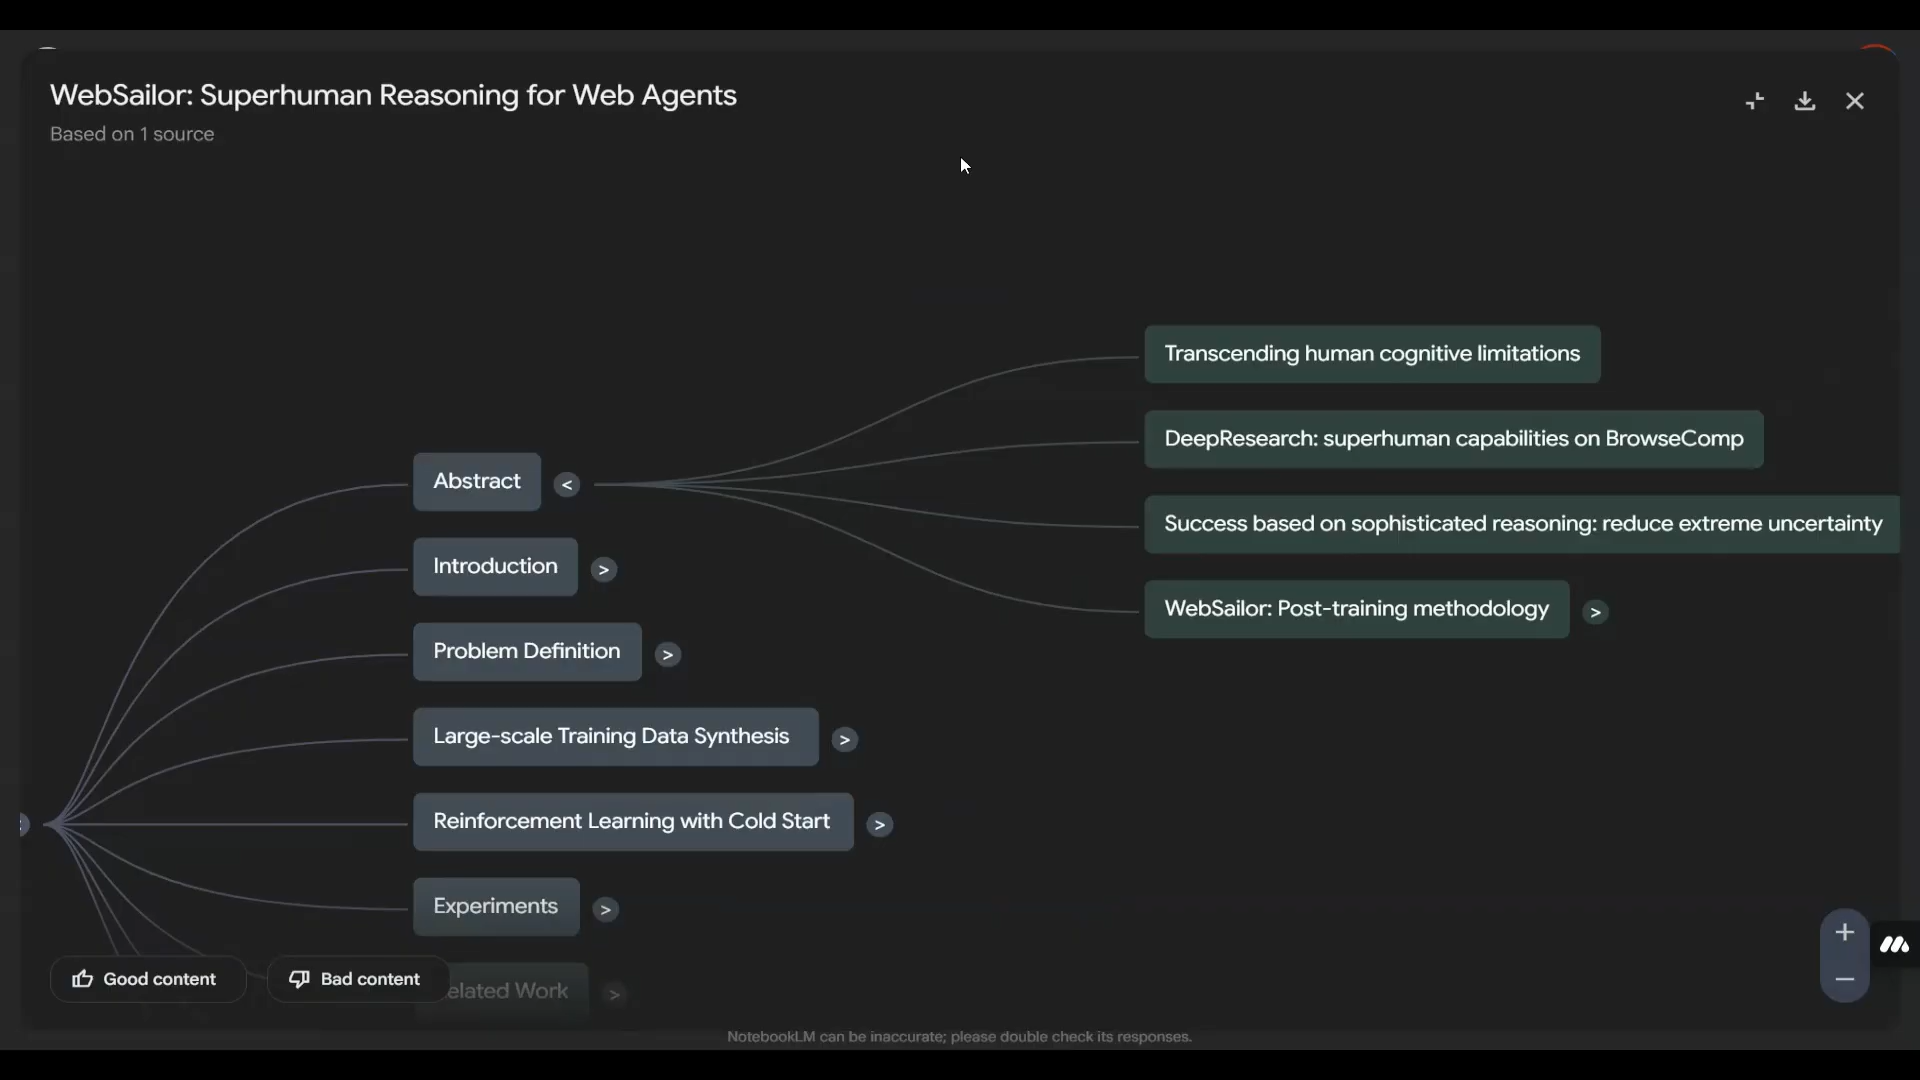 WebSailor: Superhuman Reasoning for Web Agents
Based on 1 source
Transcending human cognitive limitations
DeepResearch: superhuman capabilities on BrowseComp
Success based on sophisticated reasoning: reduce extreme uncertainty
WebSailor: Post-training methodology >
Abstract <
Introduction >
Problem Definition >
Large-scale Training Data Synthesis >
Reinforcement Learning with Cold Start >
Experiments >
elated Work >
Good content
Bad content
NotebookLM can be inaccurate; please double check its responses.